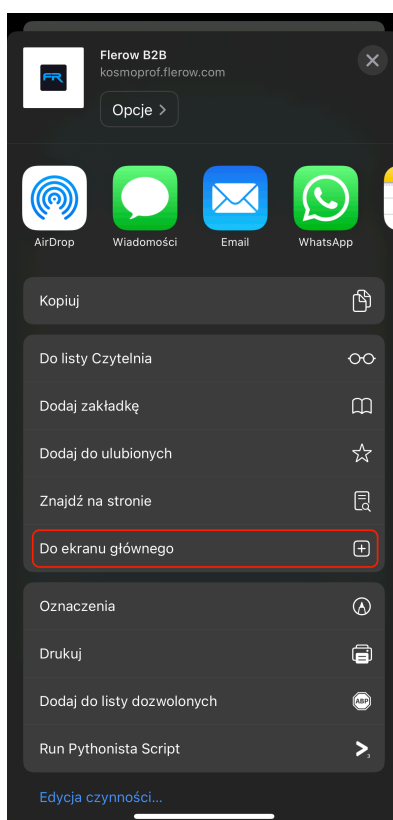 FR
Flerow B2B
kosmoprof.flerow.com
Opcje >
AirDrop
Wiadomości
Email
WhatsApp
Kopiuj
Do listy Czytelnia
Dodaj zakładkę
Dodaj do ulubionych
Znajdź na stronie
Do ekranu głównego
Oznaczenia
Drukuj
Dodaj do listy dozwolonych
ABP
Run Pythonista Script
3
Edycja czynności...